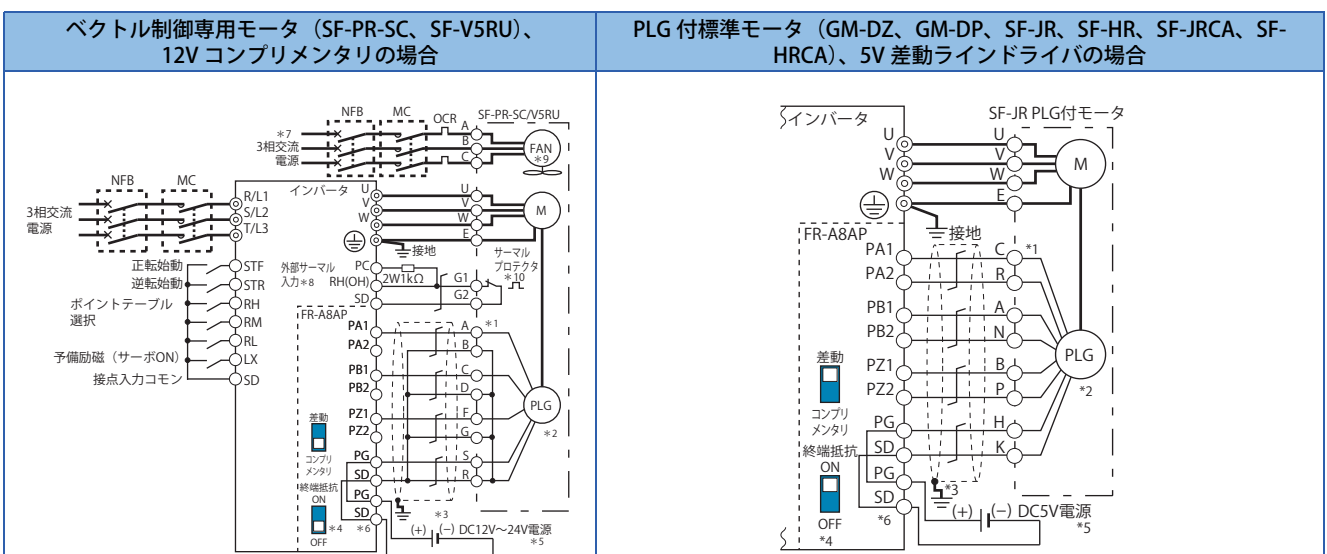 ベクトル制御専用モータ（SF-PR-SC、SF-V5RU）、
12V コンプリメンタリの場合
PLG 付標準モータ（GM-DZ、GM-DP、SF-JR、SF-HR、SF-JRCA、SF-
HRCA）、5V 差動ラインドライバの場合
NFB
MC
OCR
SF-PR-SC/V5RU
＊7
3相交流
電源
A
B
C
FAN
＊9
NFB
MC
3相交流
電源
R/L1
S/L2
T/L3
インバータ
U
V
W
U
V
W
E
M
接地
正転始動
STF
逆転始動
STR
ポイントテーブル
選択
RH
RM
RL
予備励磁（サーボON）
LX
接点入力コモン
SD
外部サーマル
入力＊8
PC
RH(OH)
SD
2W1kΩ
G1
G2
サーマル
プロテクタ
＊10
FR-A8AP
PA1
A
＊1
PA2
B
PB1
C
PB2
D
PZ1
F
PZ2
G
PG
S
SD
R
PG
SD
差動
コンプリ
メンタリ
終端抵抗
ON
OFF
＊4
＊6
＊3
PLG
＊2
(+)
(−)
DC12V～24V電源
＊5
インバータ
SF-JR PLG付モータ
U
V
W
U
V
W
E
M
接地
FR-A8AP
PA1
C
*1
PA2
R
PB1
A
PB2
N
PZ1
B
PZ2
P
PG
H
SD
K
PG
SD
差動
コンプリ
メンタリ
終端抵抗
ON
OFF
*4
*6
*3
PLG
*2
(+)
(−)
DC5V電源
*5